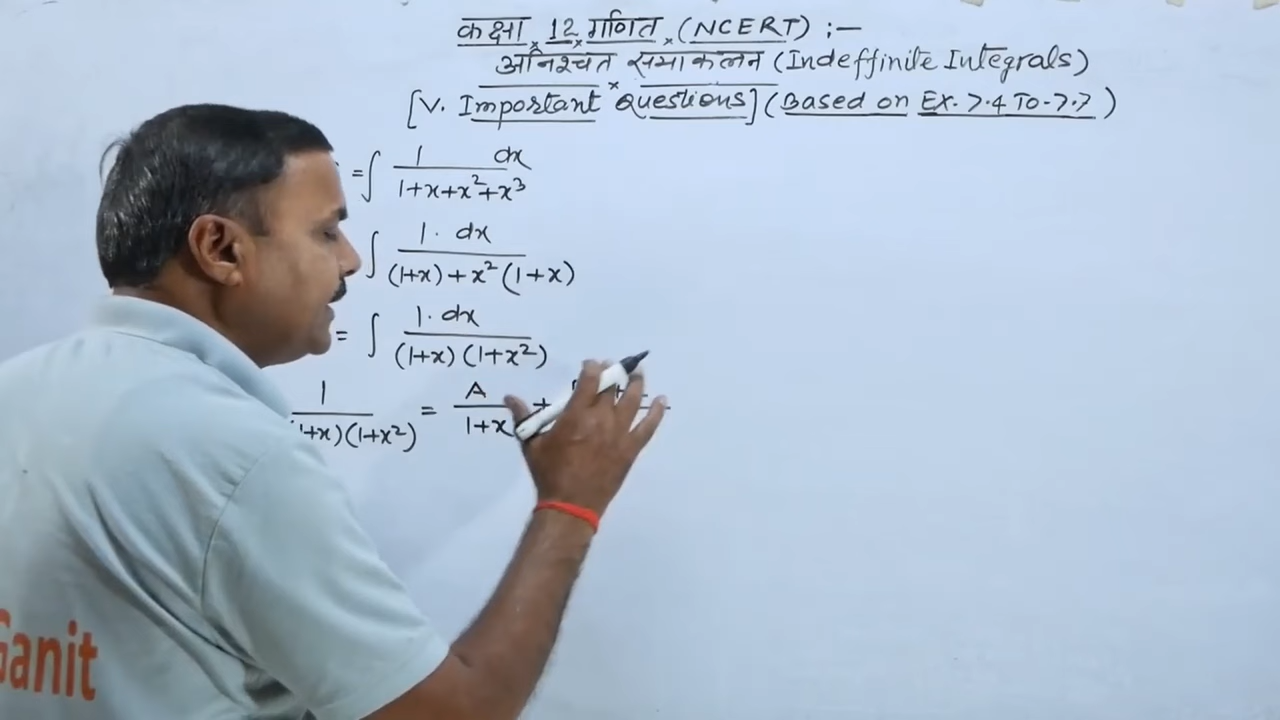 कक्षा 12 गणित (NCERT) :—
अनिश्चत समाकलन (Indeffinite Integrals)
[V. Important Questions] (Based on EX. 7.4 To-7.7)
= ∫ 1 dx / 1+x+x²+x³
∫ 1. dx / (1+x) + x² (1+x)
= ∫ 1. dx / (1+x) (1+x²)
1 / (1+x) (1+x²) = A / 1+x +
Ganit